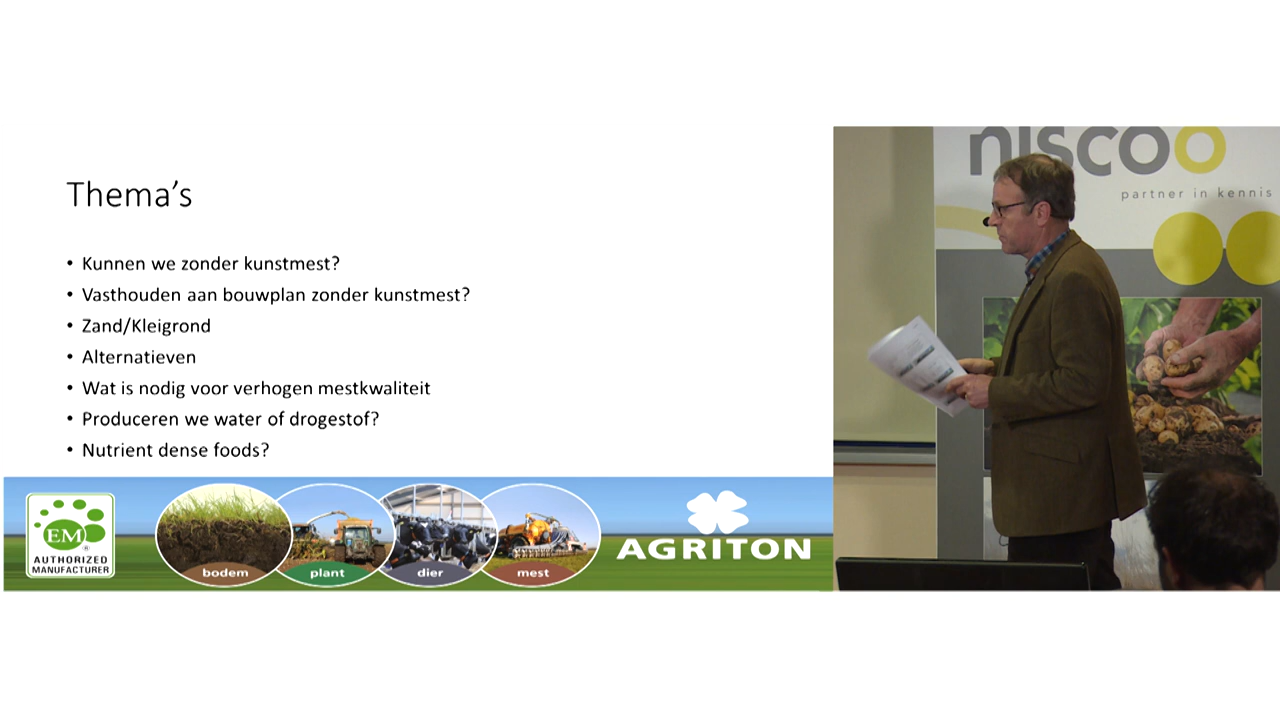 Thema's
• Kunnen we zonder kunstmest?
• Vasthouden aan bouwplan zonder kunstmest?
• Zand/Kleigrond
• Alternatieven
• Wat is nodig voor verhogen mestkwaliteit
• Produceren we water of drogestof?
• Nutrient dense foods?
EM®
AUTHORIZED
MANUFACTURER
bodem
plant
dier
mest
AGRITON
niscoo
partner in kennis